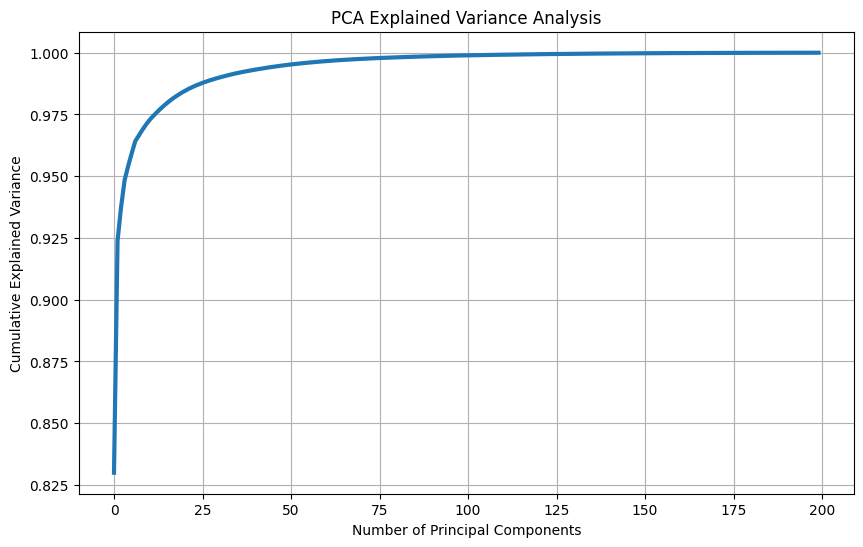 PCA Explained Variance Analysis
Cumulative Explained Variance
1.000
0.975
0.950
0.925
0.900
0.875
0.850
0.825
0 25 50 75 100 125 150 175 200
Number of Principal Components